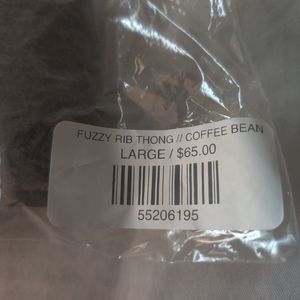 FUZZY RIB THONG // COFFEE BEAN
LARGE / $65.00
55206195